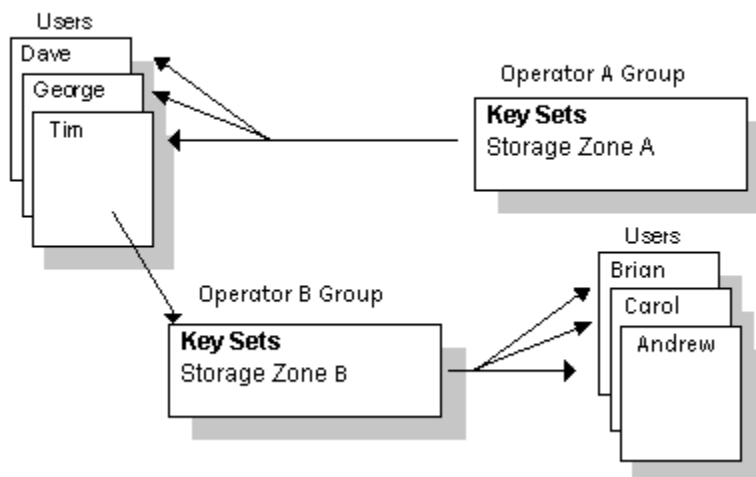 Users
Dave
George
Tim
Operator A Group
Key Sets
Storage Zone A
Users
Brian
Carol
Andrew
Operator B Group
Key Sets
Storage Zone B